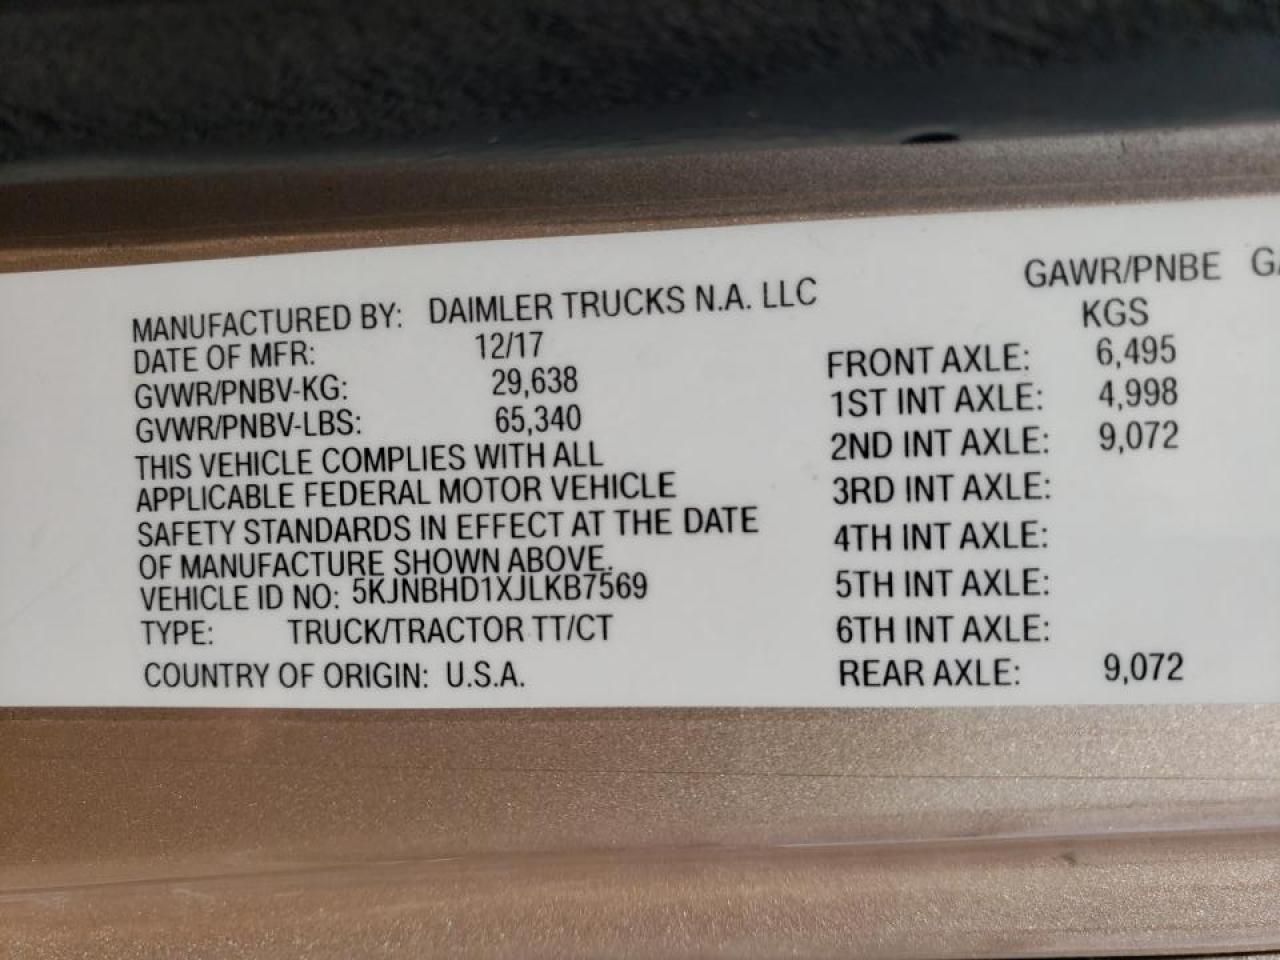 MANUFACTURED BY: DAIMLER TRUCKS N.A. LLC
DATE OF MFR: 12/17
GVWR/PNBV-KG: 29,638
GVWR/PNBV-LBS: 65,340
THIS VEHICLE COMPLIES WITH ALL
APPLICABLE FEDERAL MOTOR VEHICLE
SAFETY STANDARDS IN EFFECT AT THE DATE
OF MANUFACTURE SHOWN ABOVE.
VEHICLE ID NO: 5KJNBHD1XJLKB7569
TYPE: TRUCK/TRACTOR TT/CT
COUNTRY OF ORIGIN: U.S.A.
GAWR/PNBE
KGS
FRONT AXLE: 6,495
1ST INT AXLE: 4,998
2ND INT AXLE: 9,072
3RD INT AXLE:
4TH INT AXLE:
5TH INT AXLE:
6TH INT AXLE:
REAR AXLE: 9,072